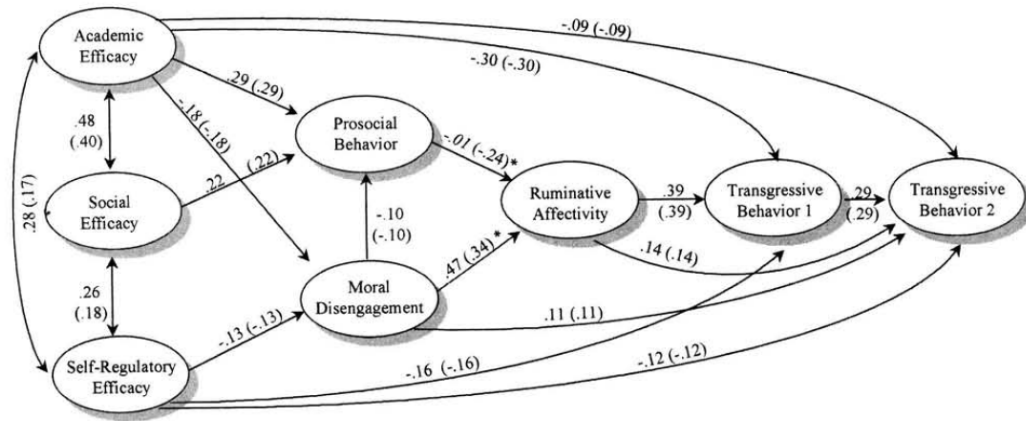 Academic
Efficacy
-.09 (-.09)
-.30 (-.30)
.29 (.29)
-.18 (-.18)
.48
(.40)
Prosocial
Behavior
-.01 (-.24)*
.28 (.17)
Social
Efficacy
.22 (.22)
-.10
(-.10)
Ruminative
Affectivity
.39
(.39)
Transgressive
Behavior 1
.29
(.29)
Transgressive
Behavior 2
.47 (.34)*
.14 (.14)
.26
(.18)
Moral
Disengagement
.11 (.11)
-.13 (-.13)
-.16 (-.16)
-.12 (-.12)
Self-Regulatory
Efficacy